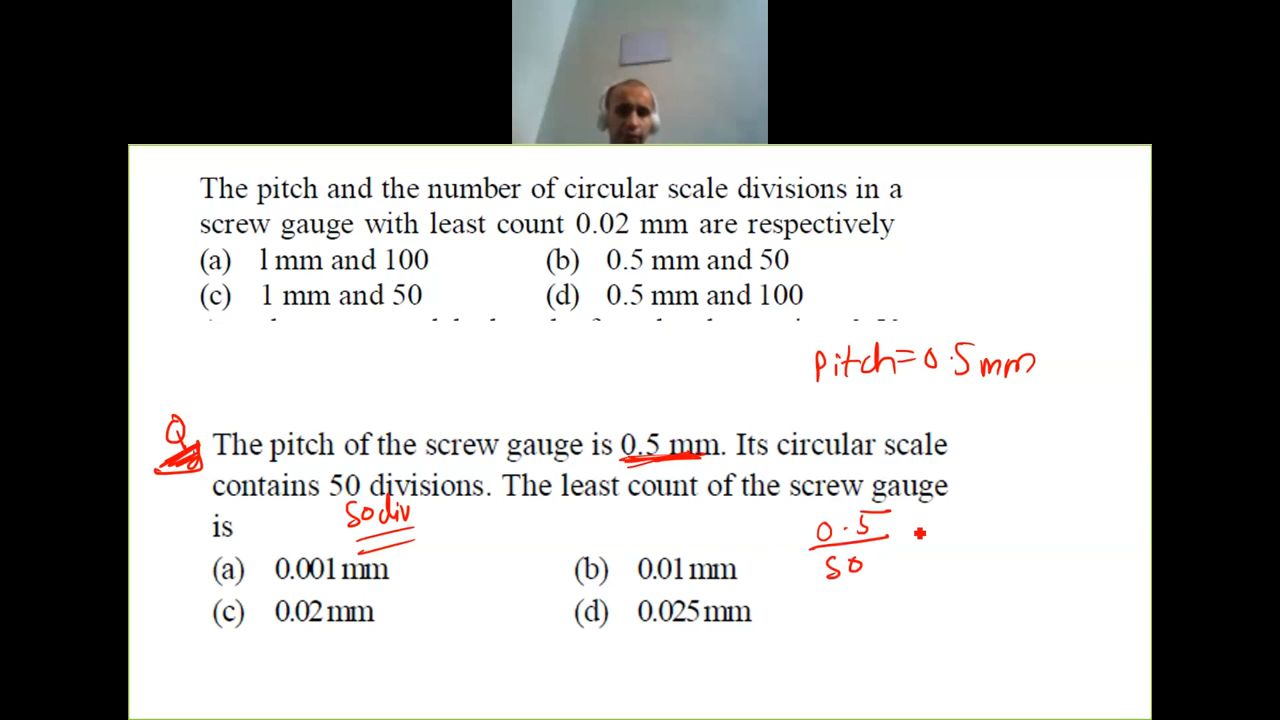 The pitch and the number of circular scale divisions in a
screw gauge with least count 0.02 mm are respectively
(a) 1 mm and 100 (b) 0.5 mm and 50
(c) 1 mm and 50 (d) 0.5 mm and 100
Pitch=0.5mm
Q
The pitch of the screw gauge is 0.5 mm. Its circular scale
contains 50 divisions. The least count of the screw gauge
50div
is
0.5
50
(a) 0.001 mm (b) 0.01 mm
(c) 0.02 mm (d) 0.025 mm